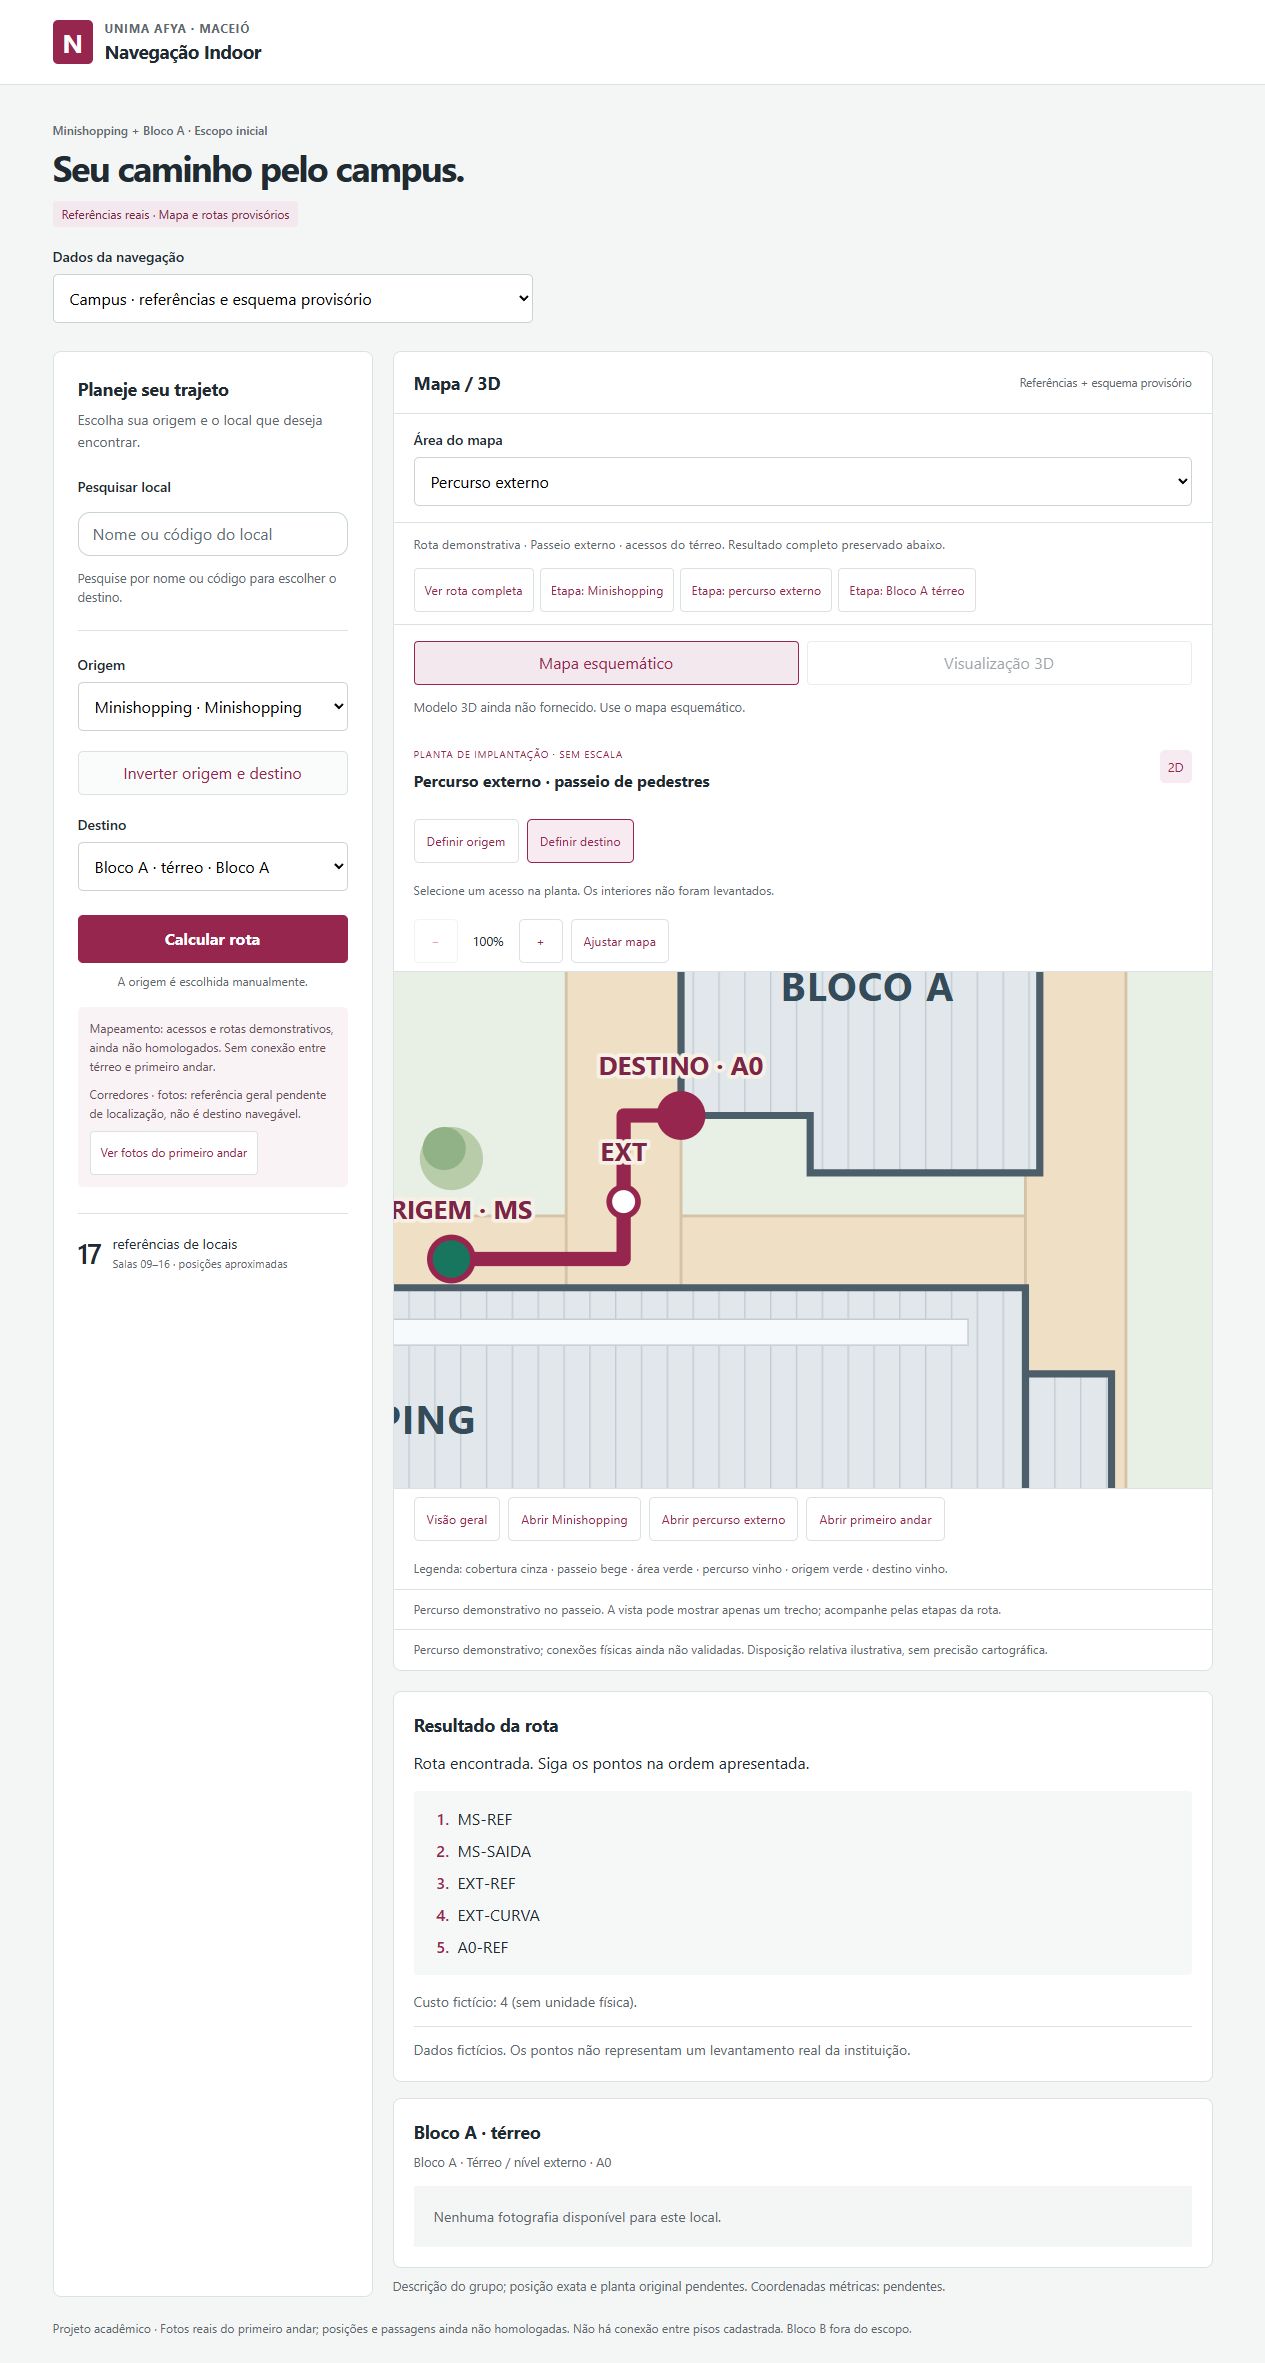 N
UNIMA AFYA · MACEIÓ
Navegação Indoor
Minishopping + Bloco A · Escopo inicial
Seu caminho pelo campus.
Referências reais · Mapa e rotas provisórios
Dados da navegação
Campus · referências e esquema provisório
Planeje seu trajeto
Escolha sua origem e o local que deseja
encontrar.
Pesquisar local
Nome ou código do local
Pesquise por nome ou código para escolher o
destino.
Origem
Minishopping · Minishopping
Inverter origem e destino
Destino
Bloco A · térreo · Bloco A
Calcular rota
A origem é escolhida manualmente.
Mapeamento: acessos e rotas demonstrativos,
ainda não homologados. Sem conexão entre
térreo e primeiro andar.
Corredores · fotos: referência geral pendente
de localização, não é destino navegável.
Ver fotos do primeiro andar
17
referências de locais
Salas 09–16 · posições aproximadas
Mapa / 3D
Referências + esquema provisório
Área do mapa
Percurso externo
Rota demonstrativa · Passeio externo · acessos do térreo. Resultado completo preservado abaixo.
Ver rota completa
Etapa: Minishopping
Etapa: percurso externo
Etapa: Bloco A térreo
Mapa esquemático
Visualização 3D
Modelo 3D ainda não fornecido. Use o mapa esquemático.
PLANTA DE IMPLANTAÇÃO · SEM ESCALA
Percurso externo · passeio de pedestres
2D
Definir origem
Definir destino
Selecione um acesso na planta. Os interiores não foram levantados.
−
100%
+
Ajustar mapa
BLOCO A
DESTINO · A0
EXT
RIGEM · MS
PING
Visão geral
Abrir Minishopping
Abrir percurso externo
Abrir primeiro andar
Legenda: cobertura cinza · passeio bege · área verde · percurso vinho · origem verde · destino vinho.
Percurso demonstrativo no passeio. A vista pode mostrar apenas um trecho; acompanhe pelas etapas da rota.
Percurso demonstrativo; conexões físicas ainda não validadas. Disposição relativa ilustrativa, sem precisão cartográfica.
Resultado da rota
Rota encontrada. Siga os pontos na ordem apresentada.
1. MS-REF
2. MS-SAIDA
3. EXT-REF
4. EXT-CURVA
5. A0-REF
Custo fictício: 4 (sem unidade física).
Dados fictícios. Os pontos não representam um levantamento real da instituição.
Bloco A · térreo
Bloco A · Térreo / nível externo · A0
Nenhuma fotografia disponível para este local.
Descrição do grupo; posição exata e planta original pendentes. Coordenadas métricas: pendentes.
Projeto acadêmico · Fotos reais do primeiro andar; posições e passagens ainda não homologadas. Não há conexão entre pisos cadastrada. Bloco B fora do escopo.